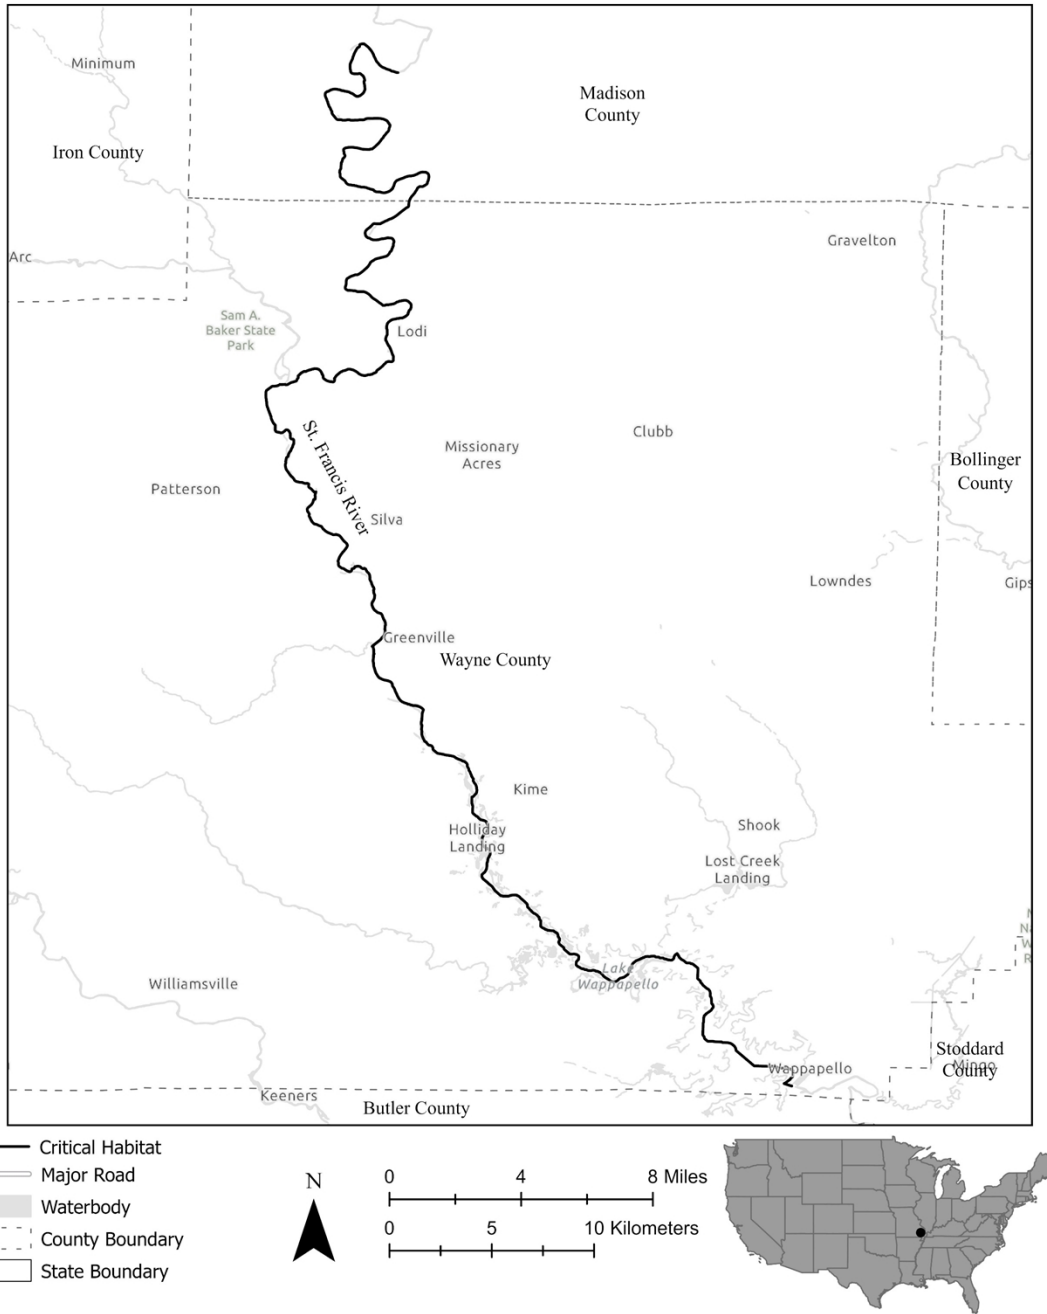 Minimum
Madison
County
Iron County
Gravelton
Arc
Sam A.
Baker State
Park
Lodi
St. Francis River
Clubb
Missionary
Acres
Bollinger
County
Patterson
Silva
Lowndes
Gips
Greenville
Wayne County
Kime
Shook
Holliday
Landing
Lost Creek
Landing
N
Na
W
R
Lake
Wappapello
Williamsville
Stoddard
County
Mingo
Wappapello
Keeners
Butler County
Critical Habitat
Major Road
Waterbody
County Boundary
State Boundary
N
0 4 8 Miles
0 5 10 Kilometers